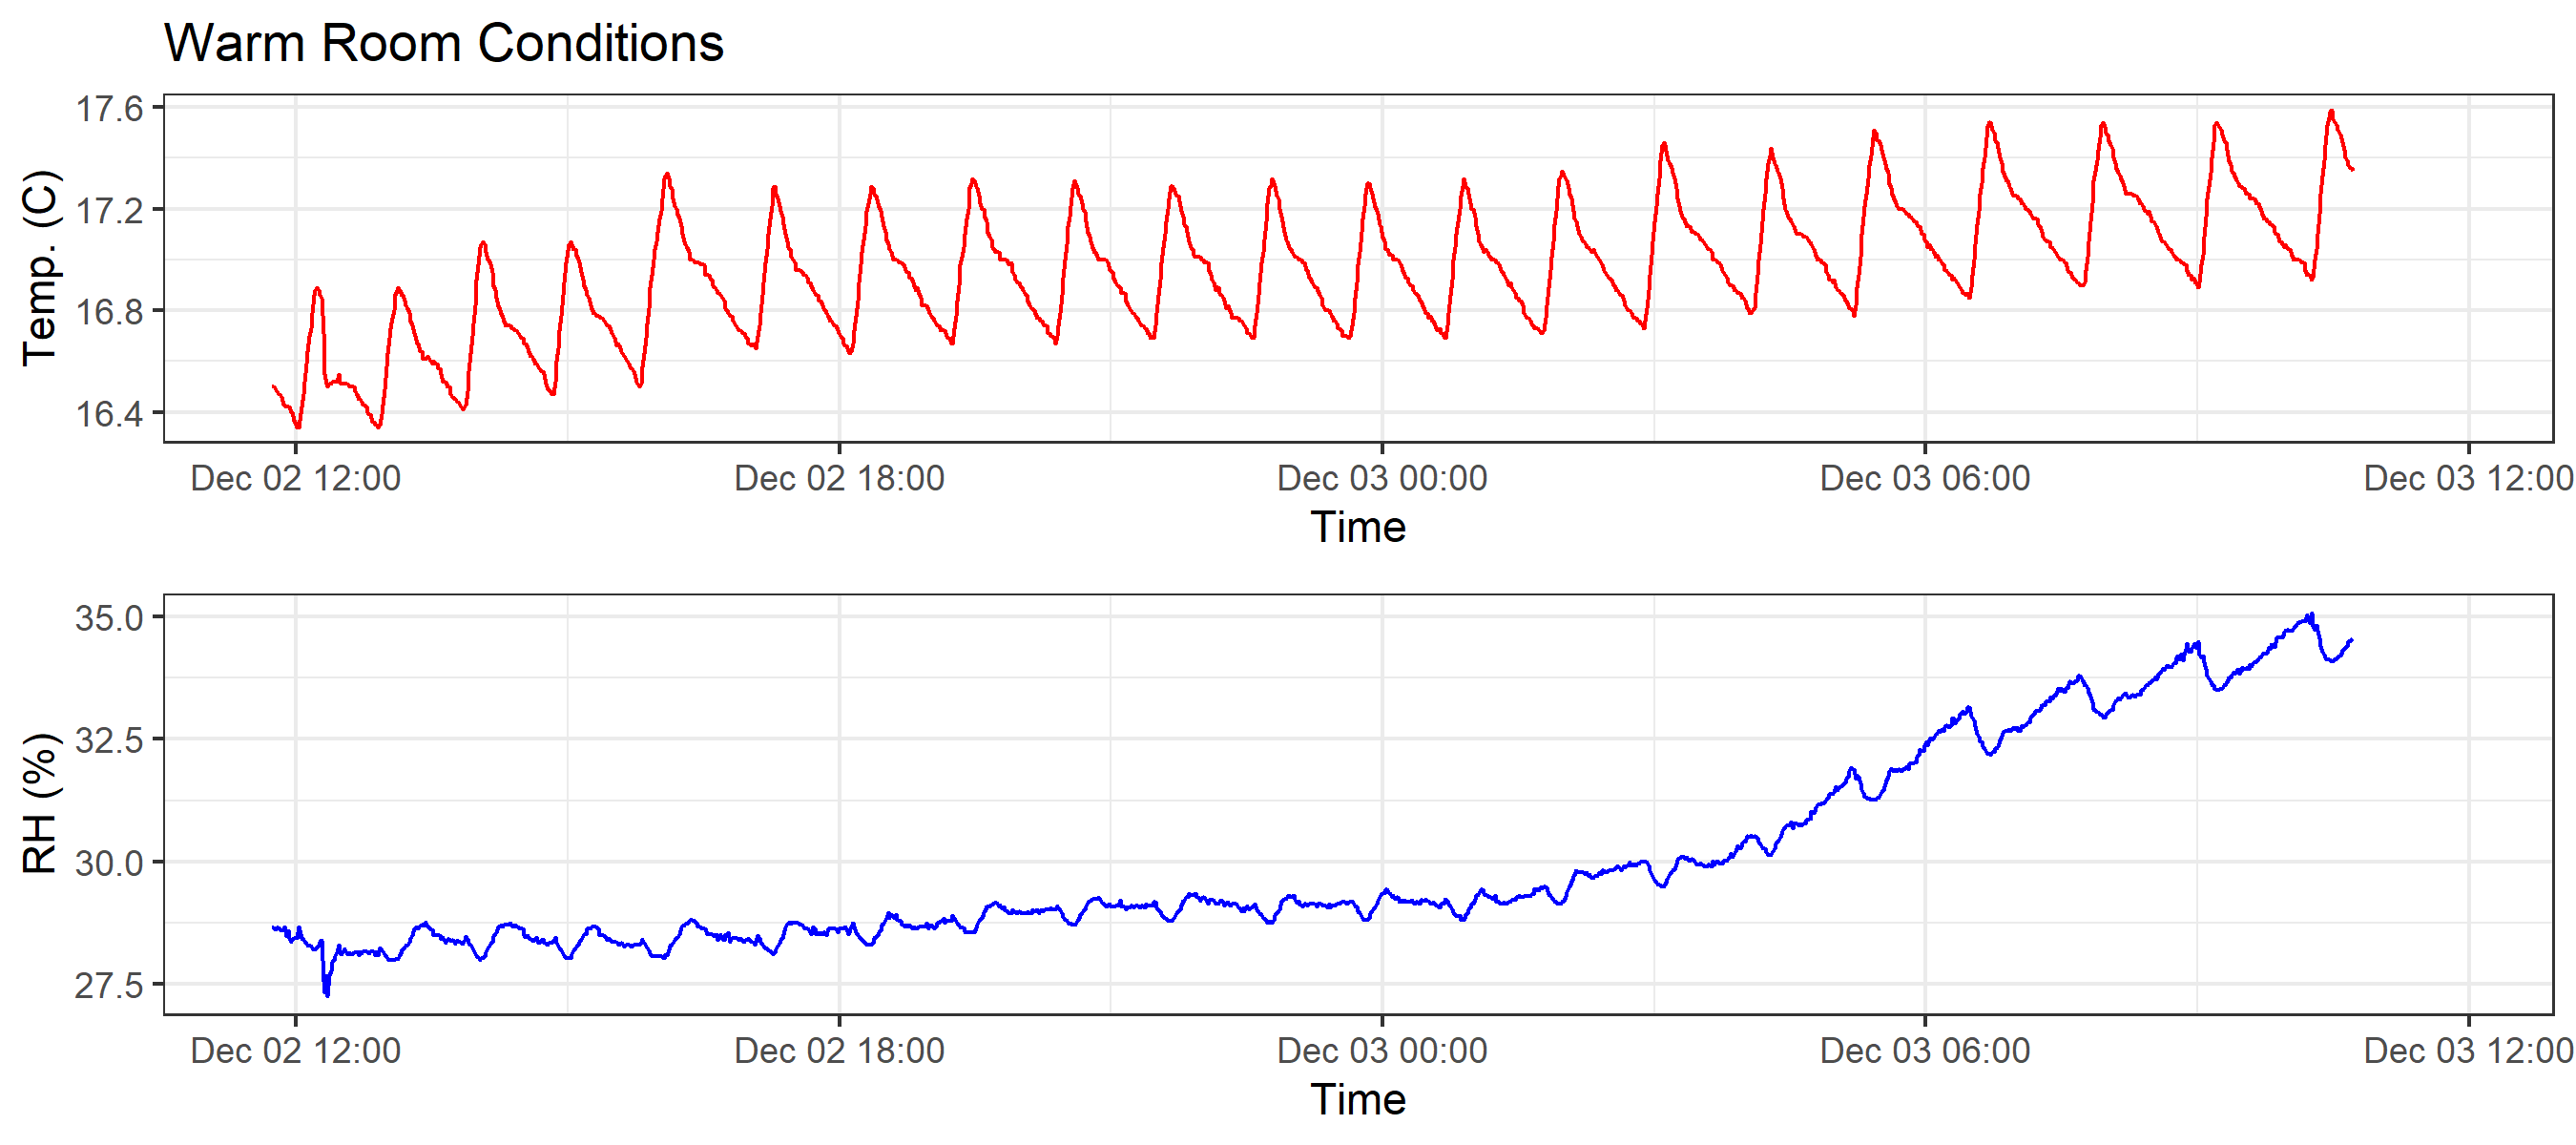 Warm Room Conditions
Temp. (C)
17.6
17.2
16.8
16.4
Dec 02 12:00 Dec 02 18:00 Dec 03 00:00 Dec 03 06:00 Dec 03 12:00
Time
RH (%)
35.0
32.5
30.0
27.5
Dec 02 12:00 Dec 02 18:00 Dec 03 00:00 Dec 03 06:00 Dec 03 12:00
Time